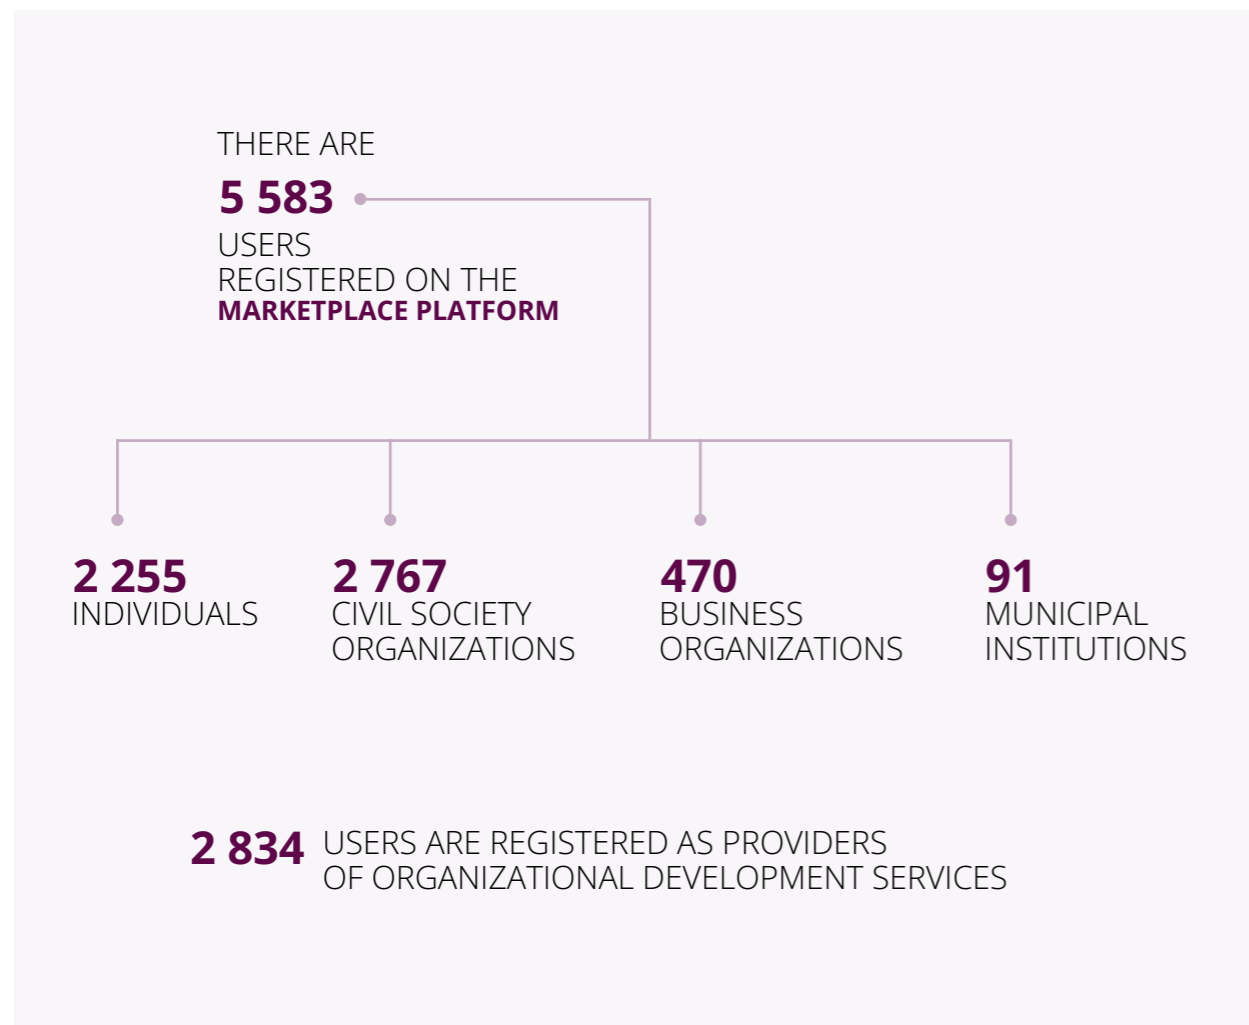 THERE ARE
5 583
USERS
REGISTERED ON THE
MARKETPLACE PLATFORM
2 255
INDIVIDUALS
2 767
CIVIL SOCIETY
ORGANIZATIONS
470
BUSINESS
ORGANIZATIONS
91
MUNICIPAL
INSTITUTIONS
2 834
USERS ARE REGISTERED AS PROVIDERS
OF ORGANIZATIONAL DEVELOPMENT SERVICES